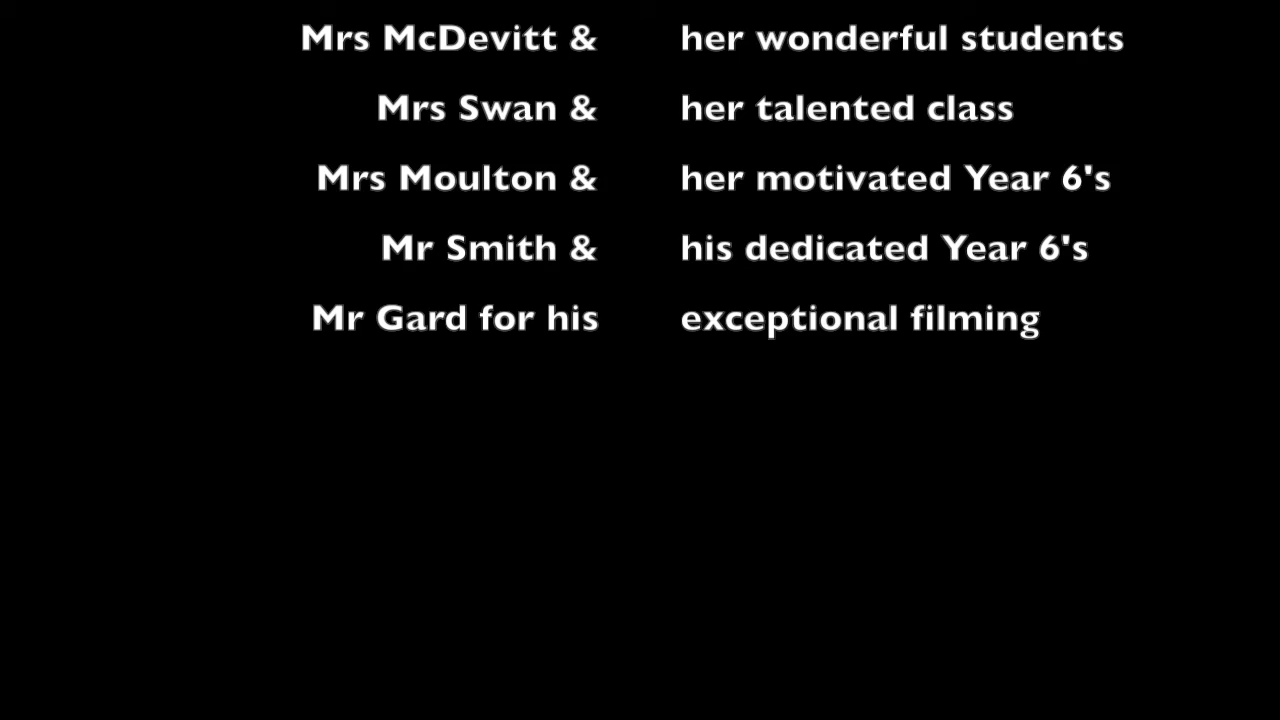 Mrs McDevitt & her wonderful students
Mrs Swan & her talented class
Mrs Moulton & her motivated Year 6's
Mr Smith & his dedicated Year 6's
Mr Gard for his exceptional filming